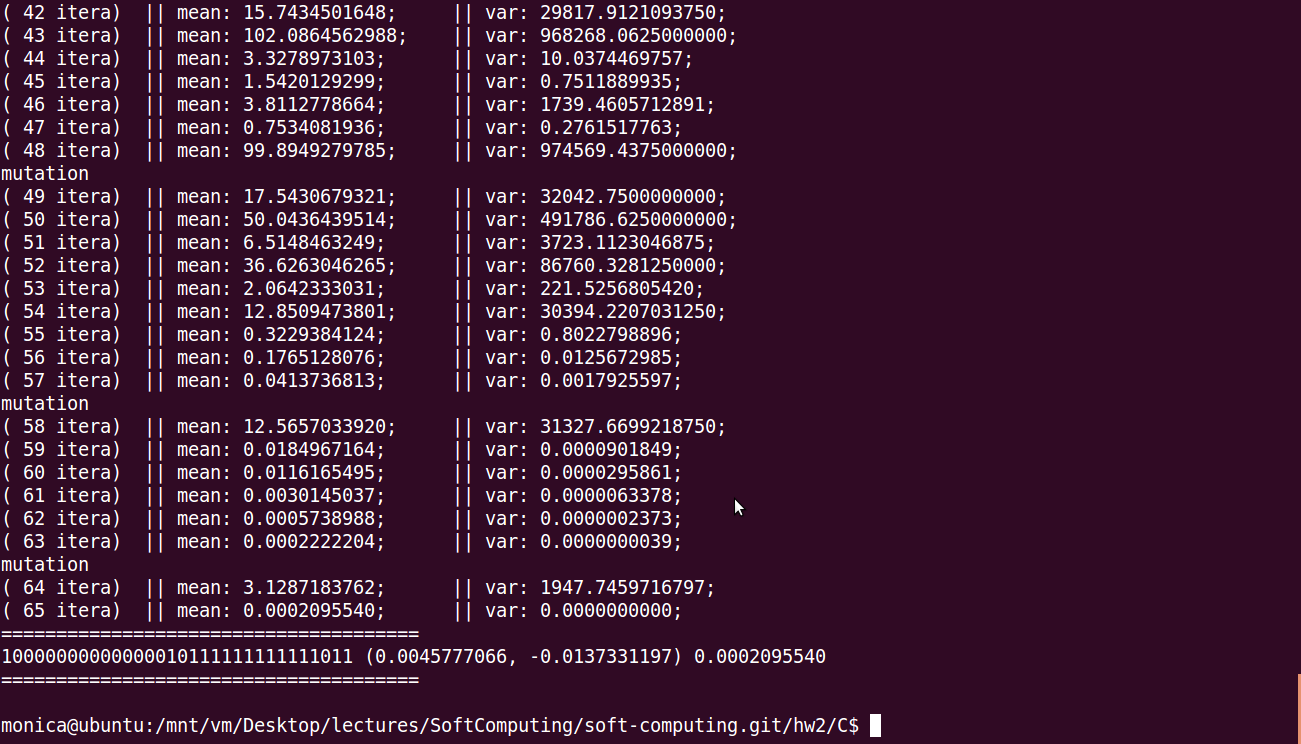 ( 42 itera)  || mean: 15.7434501648;     || var: 29817.9121093750;
( 43 itera)  || mean: 102.0864562988;    || var: 968268.0625000000;
( 44 itera)  || mean: 3.3278973103;      || var: 10.0374469757;
( 45 itera)  || mean: 1.5420129299;      || var: 0.7511889935;
( 46 itera)  || mean: 3.8112778664;      || var: 1739.4605712891;
( 47 itera)  || mean: 0.7534081936;      || var: 0.2761517763;
( 48 itera)  || mean: 99.8949279785;     || var: 974569.4375000000;
mutation
( 49 itera)  || mean: 17.5430679321;     || var: 32042.7500000000;
( 50 itera)  || mean: 50.0436439514;     || var: 491786.6250000000;
( 51 itera)  || mean: 6.5148463249;      || var: 3723.1123046875;
( 52 itera)  || mean: 36.6263046265;     || var: 86760.3281250000;
( 53 itera)  || mean: 2.0642333031;      || var: 221.5256805420;
( 54 itera)  || mean: 12.8509473801;     || var: 30394.2207031250;
( 55 itera)  || mean: 0.3229384124;      || var: 0.8022798896;
( 56 itera)  || mean: 0.1765128076;      || var: 0.0125672985;
( 57 itera)  || mean: 0.0413736813;      || var: 0.0017925597;
mutation
( 58 itera)  || mean: 12.5657033920;     || var: 31327.6699218750;
( 59 itera)  || mean: 0.0184967164;      || var: 0.0000901849;
( 60 itera)  || mean: 0.0116165495;      || var: 0.0000295861;
( 61 itera)  || mean: 0.0030145037;      || var: 0.0000063378;
( 62 itera)  || mean: 0.0005738988;      || var: 0.0000002373;
( 63 itera)  || mean: 0.0002222204;      || var: 0.0000000039;
mutation
( 64 itera)  || mean: 3.1287183762;      || var: 1947.7459716797;
( 65 itera)  || mean: 0.0002095540;      || var: 0.0000000000;
======================================
10000000000000010111111111111011 (0.0045777066, -0.0137331197) 0.0002095540
======================================
monica@ubuntu:/mnt/vm/Desktop/lectures/SoftComputing/soft-computing.git/hw2/C$